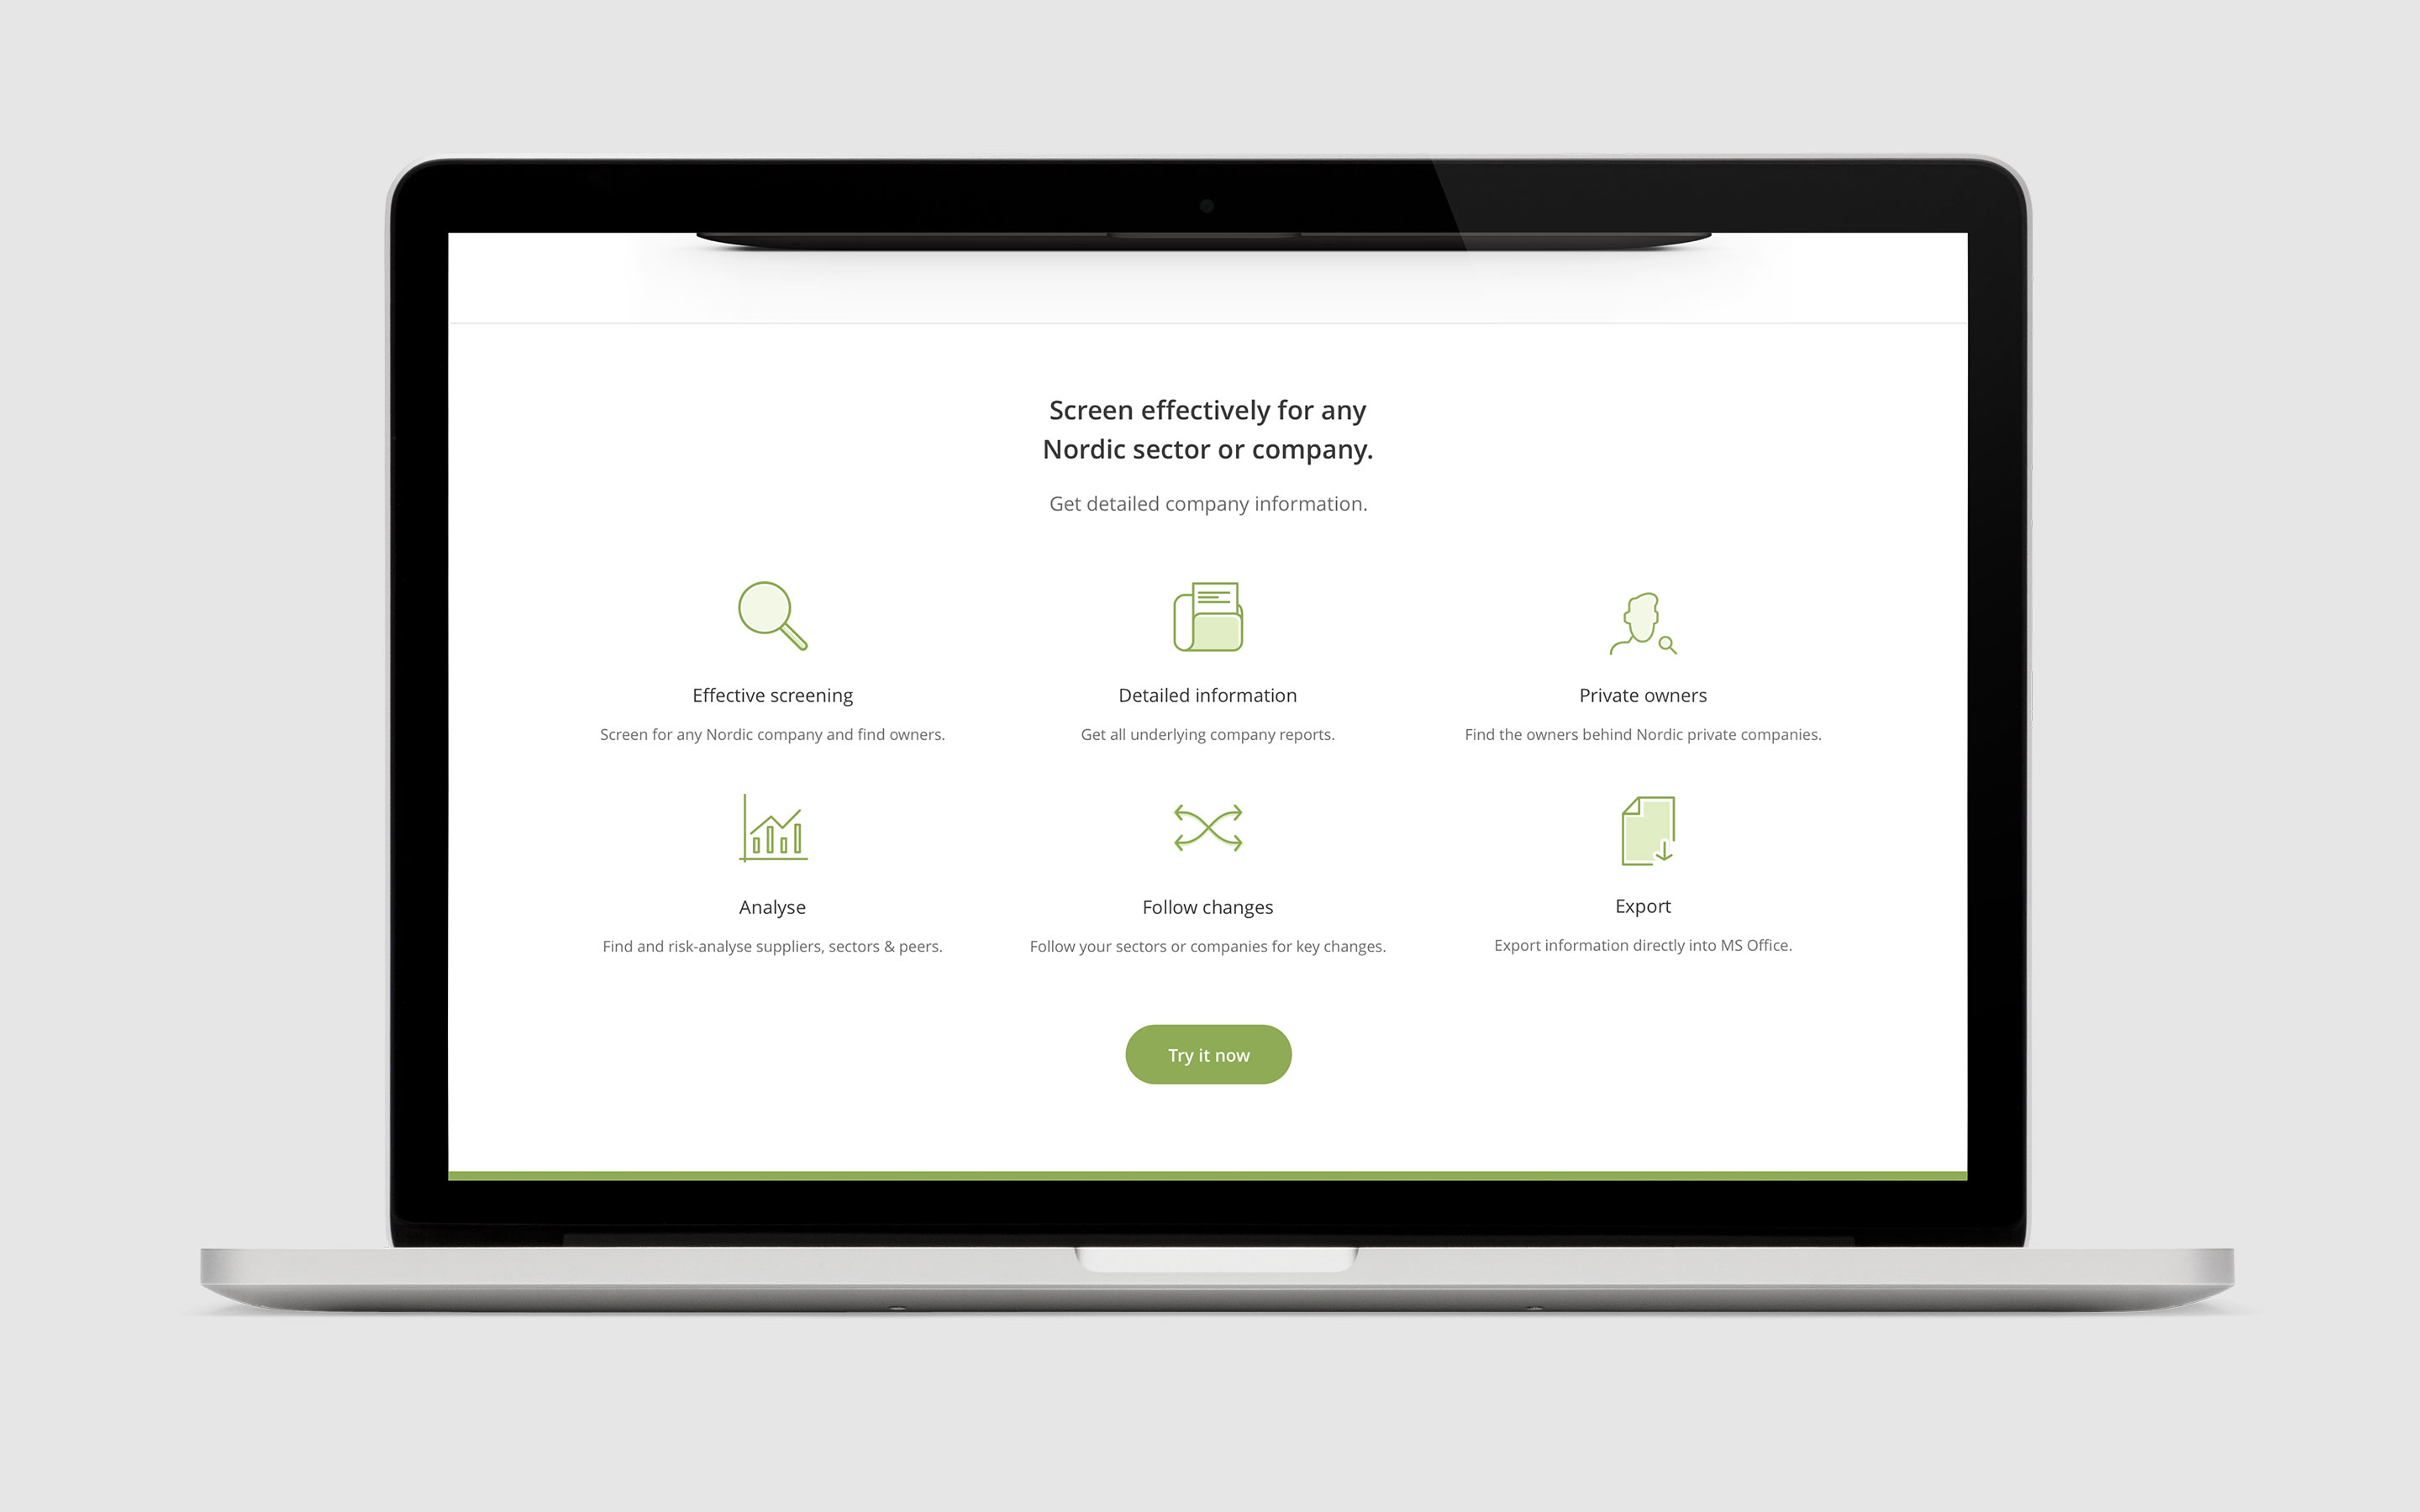 Screen effectively for any
Nordic sector or company.
Get detailed company information.
Effective screening
Screen for any Nordic company and find owners.
Detailed information
Get all underlying company reports.
Private owners
Find the owners behind Nordic private companies.
Analyse
Find and risk-analyse suppliers, sectors & peers.
Follow changes
Follow your sectors or companies for key changes.
Export
Export information directly into MS Office.
Try it now